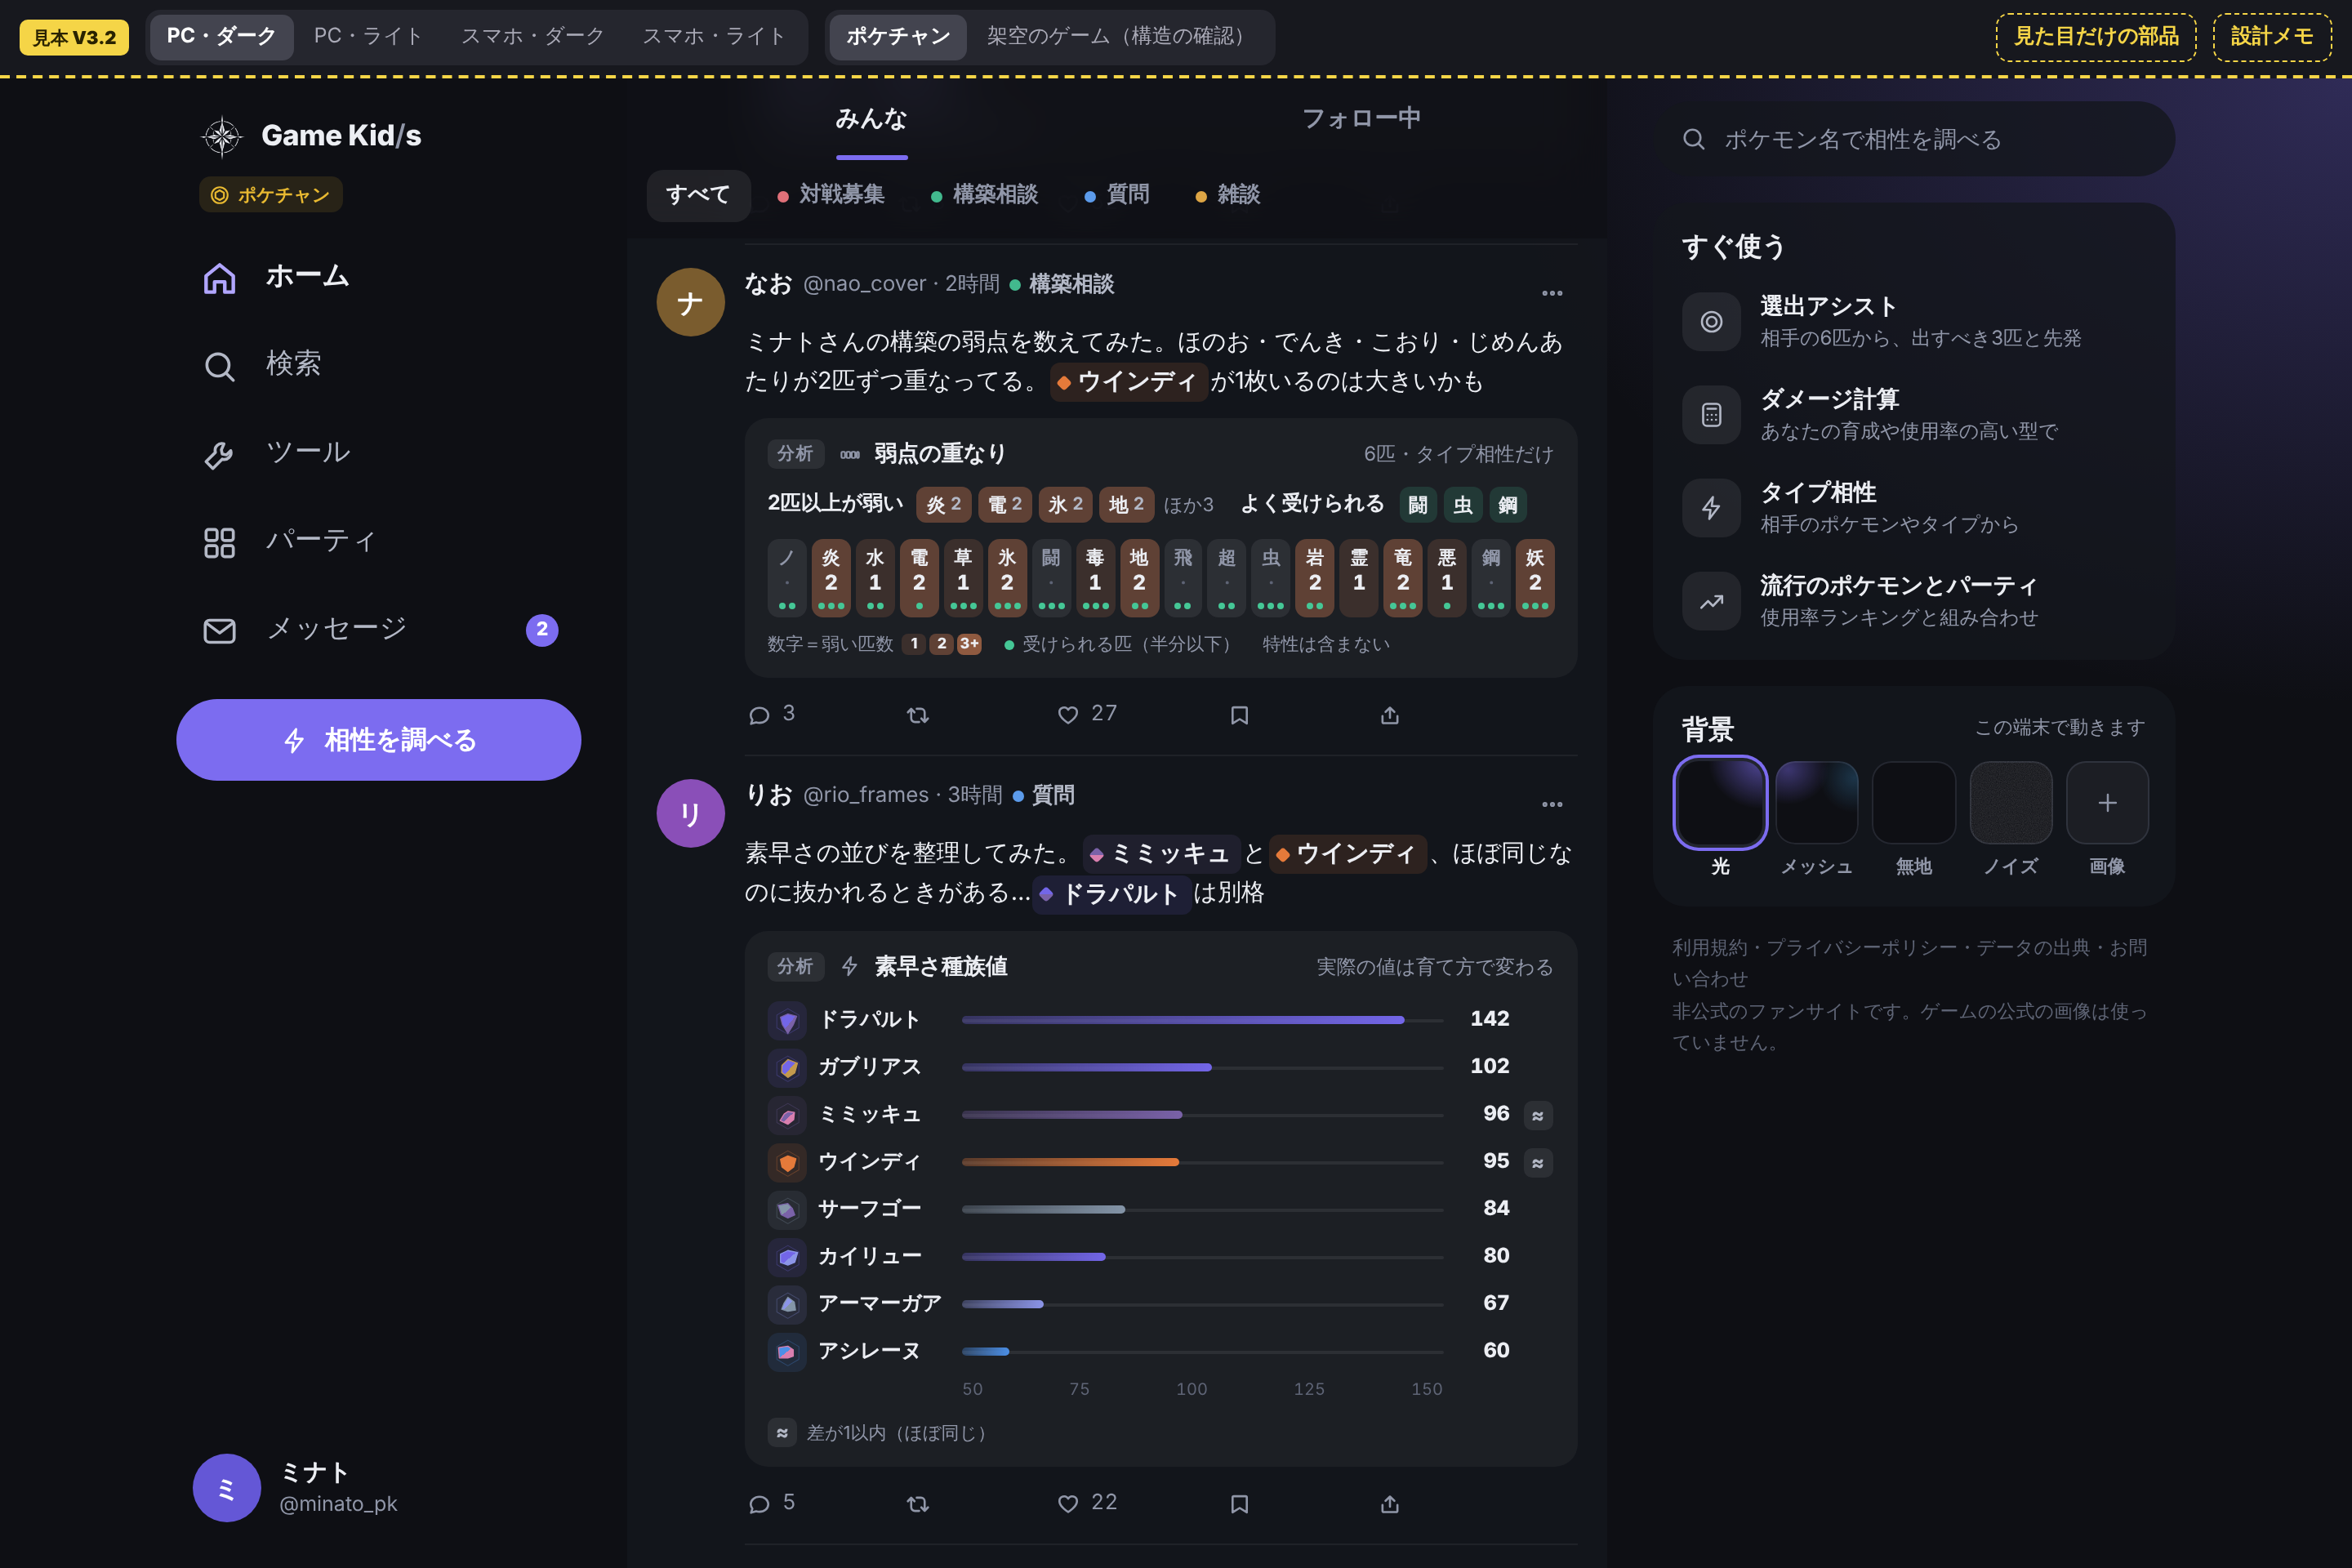 見本 V3.2
PC・ダーク
PC・ライト
スマホ・ダーク
スマホ・ライト
ポケチャン
架空のゲーム（構造の確認）
見た目だけの部品
設計メモ
Game Kid/s
ポケチャン
ホーム
検索
ツール
パーティ
メッセージ
2
相性を調べる
ミ
ミナト
@minato_pk
みんな
フォロー中
すべて
対戦募集
構築相談
質問
雑談
ナ
なお @nao_cover · 2時間 構築相談
ミナトさんの構築の弱点を数えてみた。ほのお・でんき・こおり・じめんあ
たりが2匹ずつ重なってる。 ウインディ が1枚いるのは大きいかも
分析 弱点の重なり
6匹・タイプ相性だけ
2匹以上が弱い 炎 2 電 2 氷 2 地 2 ほか3 よく受けられる 闘 虫 鋼
ノ 炎 水 電 草 氷 闘 毒 地 飛 超 虫 岩 霊 竜 悪 鋼 妖
· 2 1 2 1 2 · 1 2 · · · 2 1 2 1 · 2
数字＝弱い匹数 1 2 3+ 受けられる匹（半分以下） 特性は含まない
3
27
リ
りお @rio_frames · 3時間 質問
素早さの並びを整理してみた。 ミミッキュ と ウインディ 、ほぼ同じな
のに抜かれるときがある… ドラパルト は別格
分析 素早さ種族値
実際の値は育て方で変わる
ドラパルト 142
ガブリアス 102
ミミッキュ 96 ≈
ウインディ 95 ≈
サーフゴー 84
カイリュー 80
アーマーガア 67
アシレーヌ 60
50 75 100 125 150
≈ 差が1以内（ほぼ同じ）
5
22
ポケモン名で相性を調べる
すぐ使う
選出アシスト
相手の6匹から、出すべき3匹と先発
ダメージ計算
あなたの育成や使用率の高い型で
タイプ相性
相手のポケモンやタイプから
流行のポケモンとパーティ
使用率ランキングと組み合わせ
背景
この端末で動きます
光
メッシュ
無地
ノイズ
画像
利用規約・プライバシーポリシー・データの出典・お問
い合わせ
非公式のファンサイトです。ゲームの公式の画像は使っ
ていません。